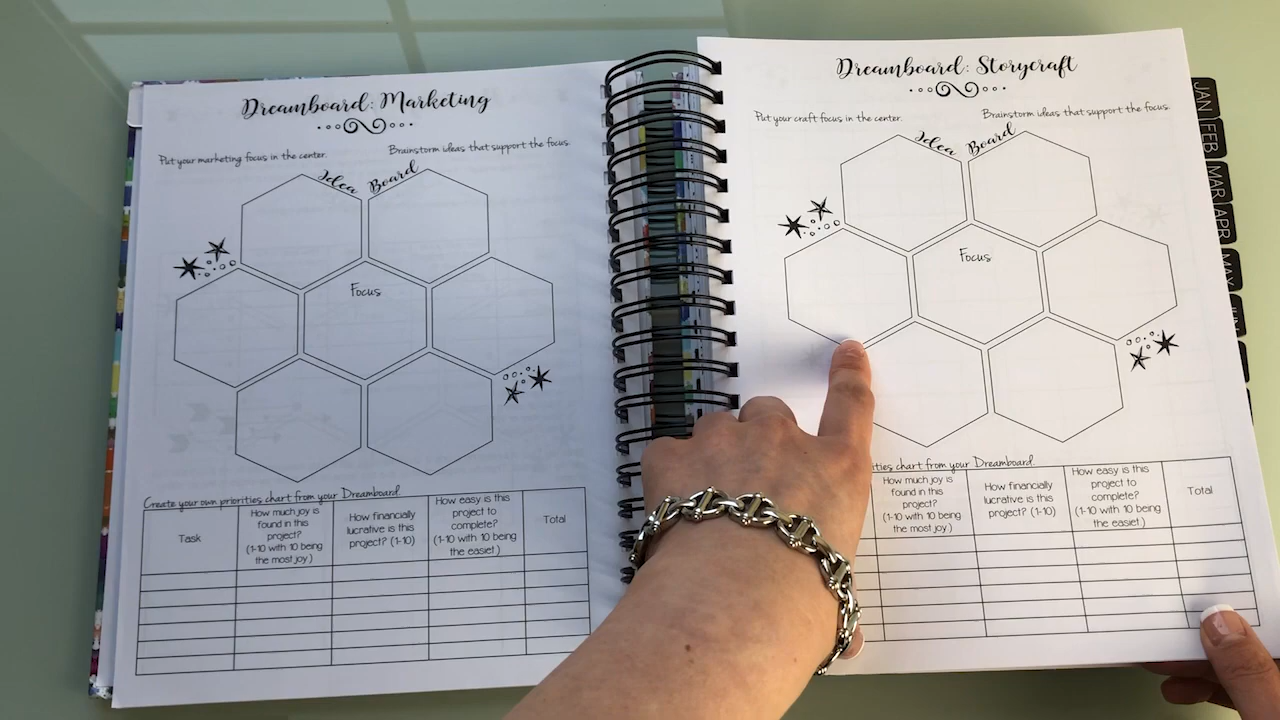 Dreamboard: Marketing
Put your marketing focus in the center.
Brainstorm ideas that support the focus.
Idea Board
Focus
Create your own priorities chart from your Dreamboard.
Task
How much joy is
found in this
project?
(1-10 with 10 being
the most joy)
How financially
lucrative is this
project? (1-10)
How easy is this
project to
complete?
(1-10 with 10 being
the easiest)
Total
Dreamboard: Storycraft
Put your craft focus in the center.
Brainstorm ideas that support the focus.
Idea Board
Focus
chart from your Dreamboard.
How much joy is
found in this
project?
(1-10 with 10 being
the most joy)
How financially
lucrative is this
project? (1-10)
How easy is this
project to
complete?
(1-10 with 10 being
the easiest)
Total
JAN
FEB
MAR
APR
MAY